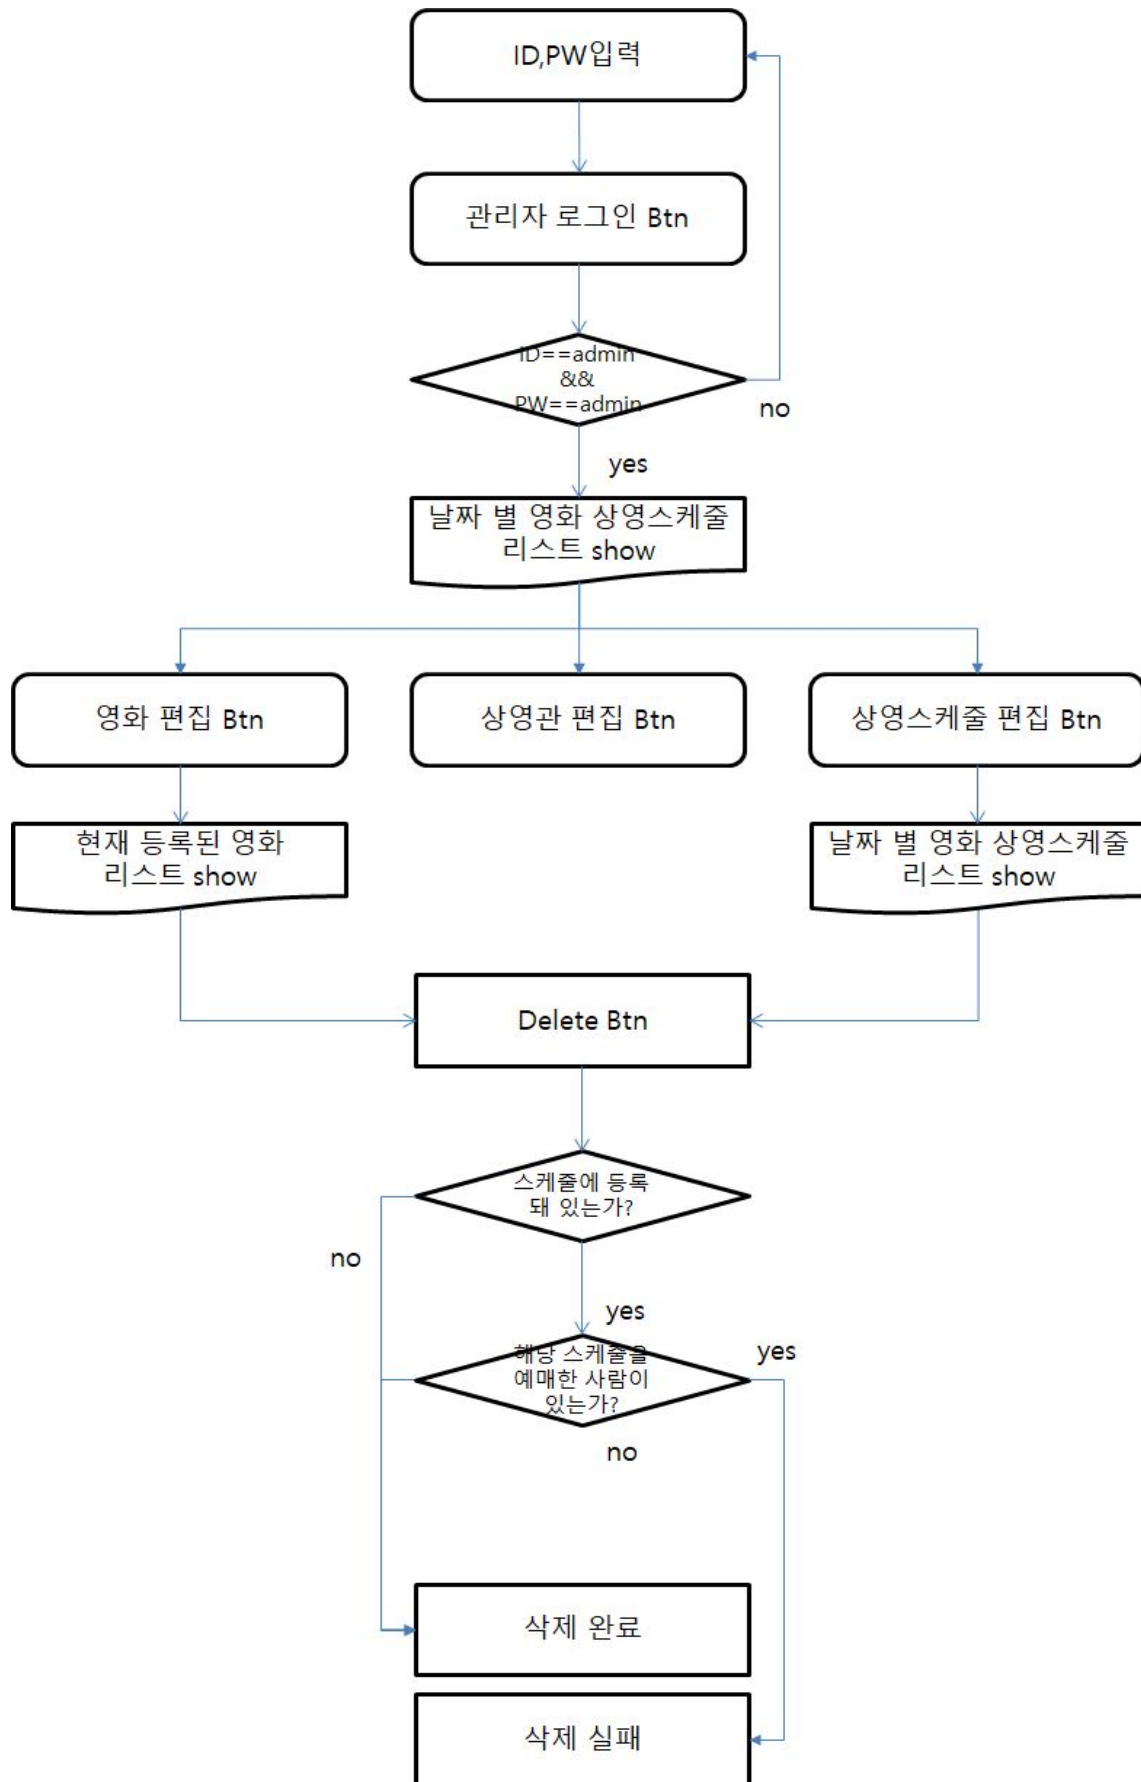 ID,PW입력
관리자 로그인 Btn
ID==admin
&&
PW==admin
no
yes
날짜 별 영화 상영스케줄
리스트 show
영화 편집 Btn
상영관 편집 Btn
상영스케줄 편집 Btn
현재 등록된 영화
리스트 show
날짜 별 영화 상영스케줄
리스트 show
Delete Btn
스케줄에 등록
돼 있는가?
no
yes
해당 스케줄을
예매한 사람이
있는가?
yes
no
삭제 완료
삭제 실패